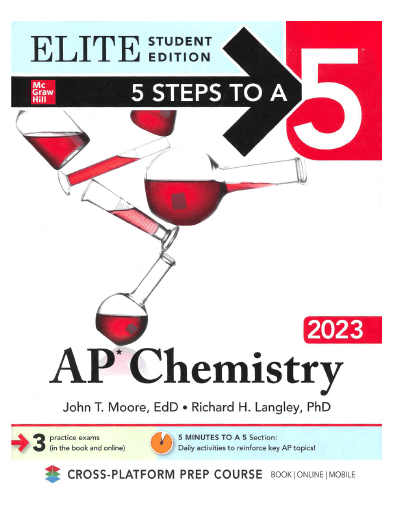 ELITE STUDENT
EDITION
Mc
Graw
Hill
5 STEPS TO A
5
2023
AP* Chemistry
John T. Moore, EdD • Richard H. Langley, PhD
3 practice exams
(in the book and online)
5 MINUTES TO A 5 Section:
Daily activities to reinforce key AP topics!
CROSS-PLATFORM PREP COURSE BOOK | ONLINE | MOBILE